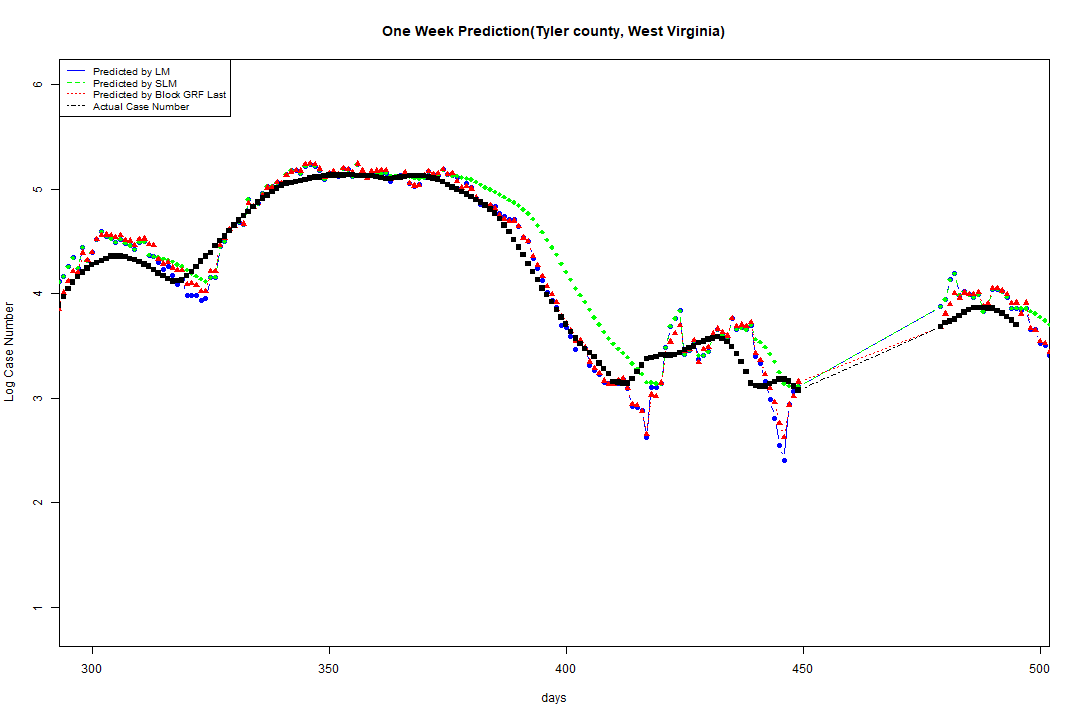 One Week Prediction(Tyler county, West Virginia)
Predicted by LM
Predicted by SLM
Predicted by Block GRF Last
Actual Case Number
6
5
4
3
2
1
Log Case Number
300
350
400
450
500
days